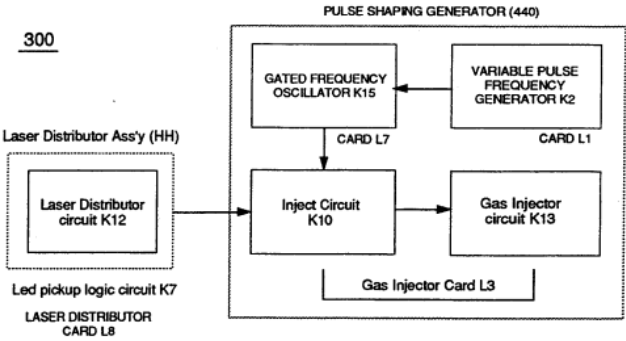 PULSE SHAPING GENERATOR (440)
300
GATED FREQUENCY
OSCILLATOR K15
VARIABLE PULSE
FREQUENCY
GENERATOR K2
CARD L7
CARD L1
Laser Distributor Ass'y (HH)
Laser Distributor
circuit K12
Inject Circuit
K10
Gas Injector
circuit K13
Led pickup logic circuit K7
Gas Injector Card L3
LASER DISTRIBUTOR
CARD L8